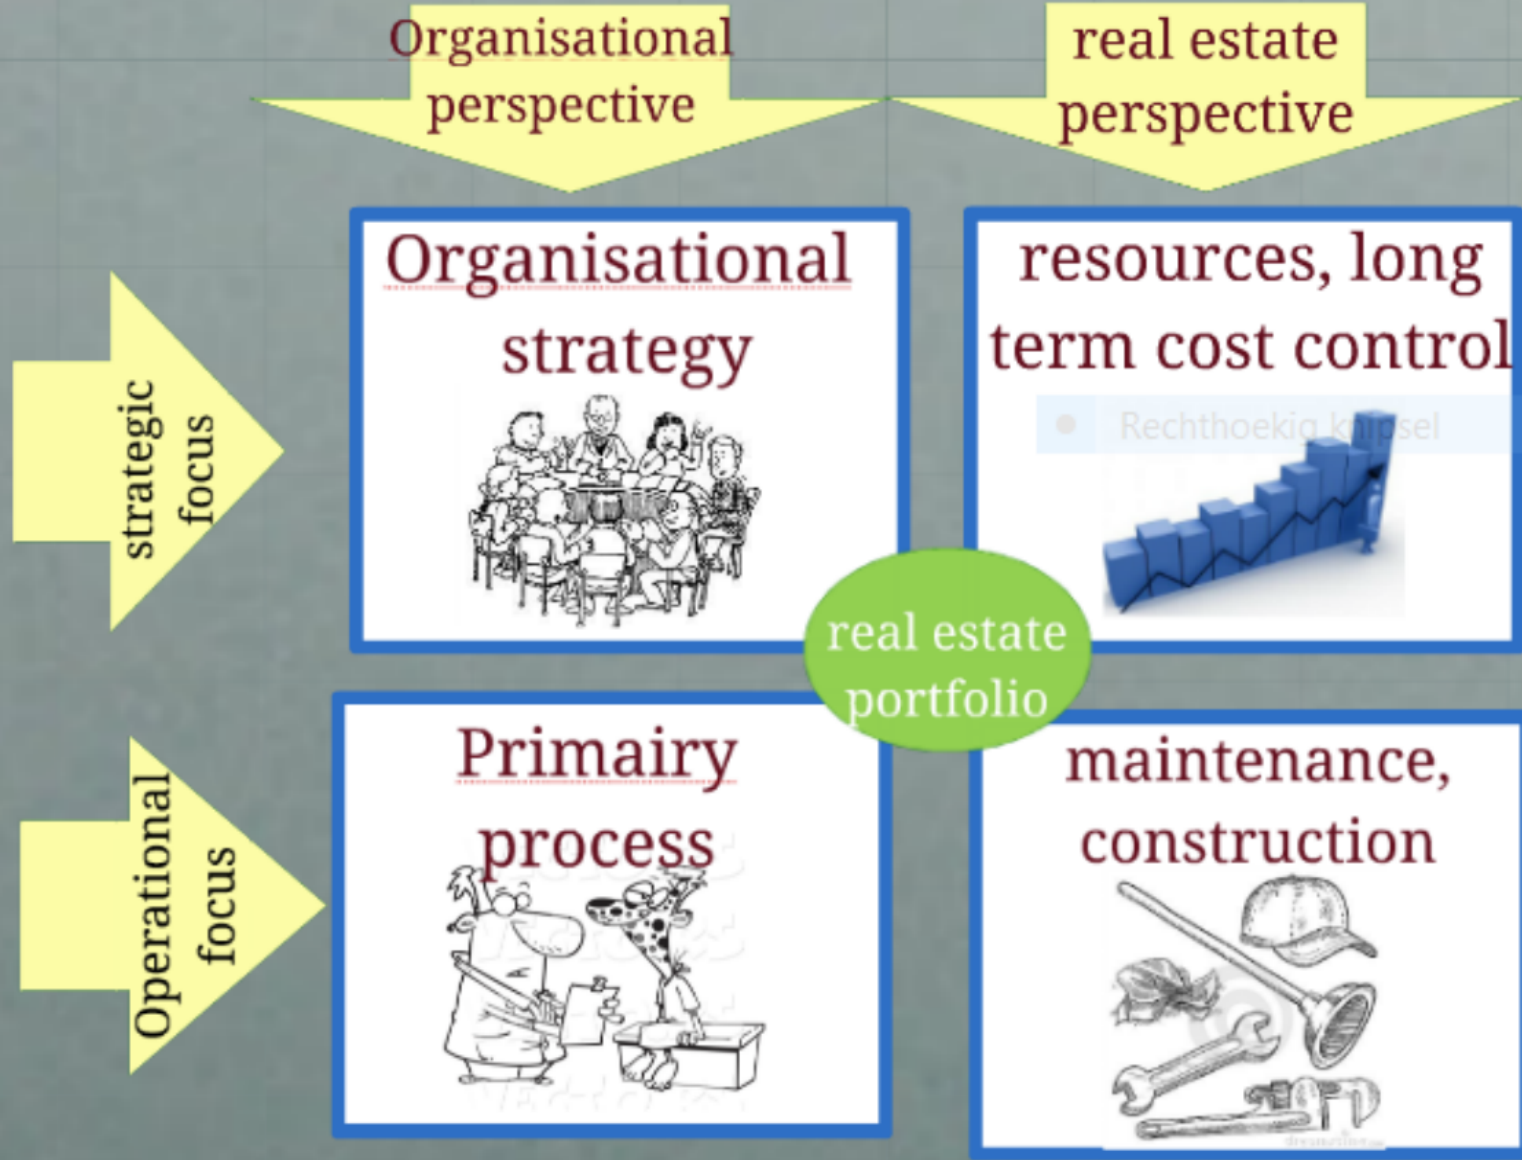 Organisational
perspective
real estate
perspective
strategic
focus
Organisational
strategy
resources, long
term cost control
Rechthoekig knipsel
real estate
portfolio
Operational
focus
Primairy
process
maintenance,
construction